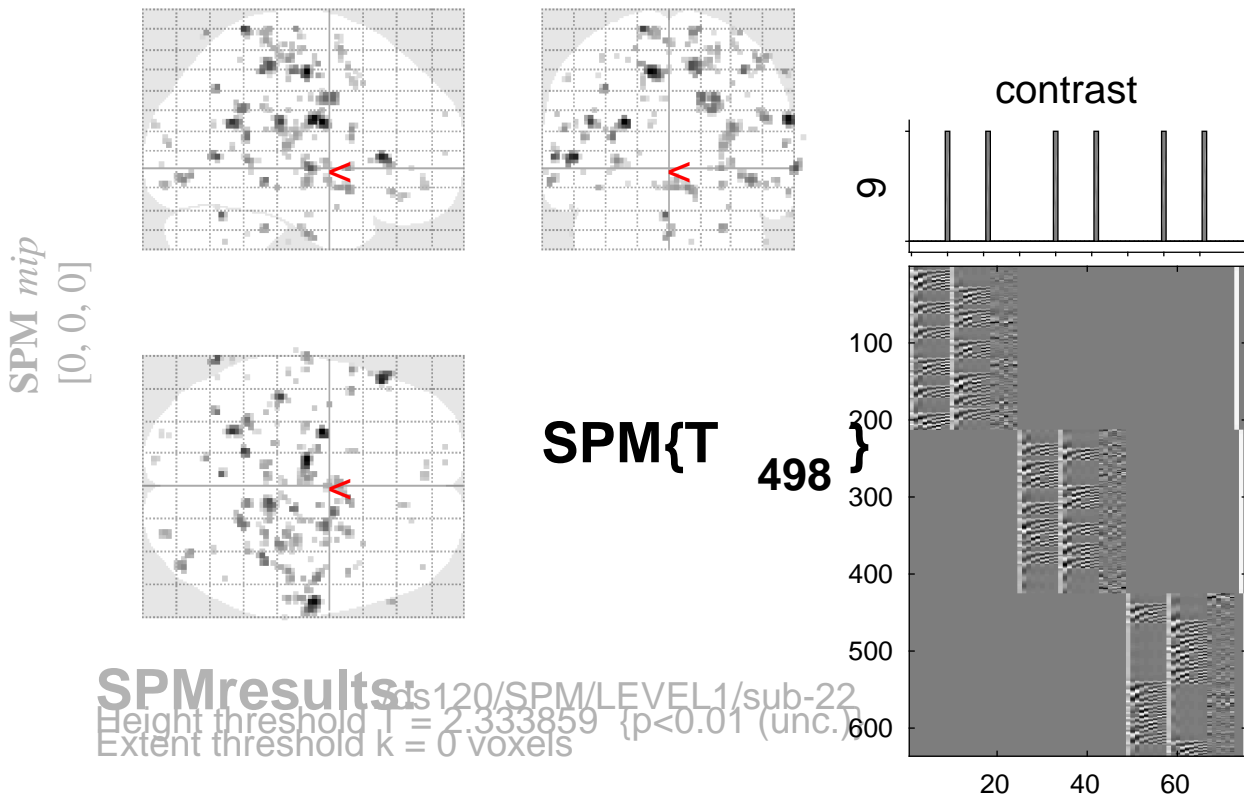 SPM mip
[0, 0, 0]
<
<
<
SPM{T498}
SPMresults: /ds120/SPM/LEVEL1/sub-22
Height threshold T = 2.333859 {p<0.01 (unc.)}
Extent threshold k = 0 voxels
contrast
9
100
200
300
400
500
600
20 40 60